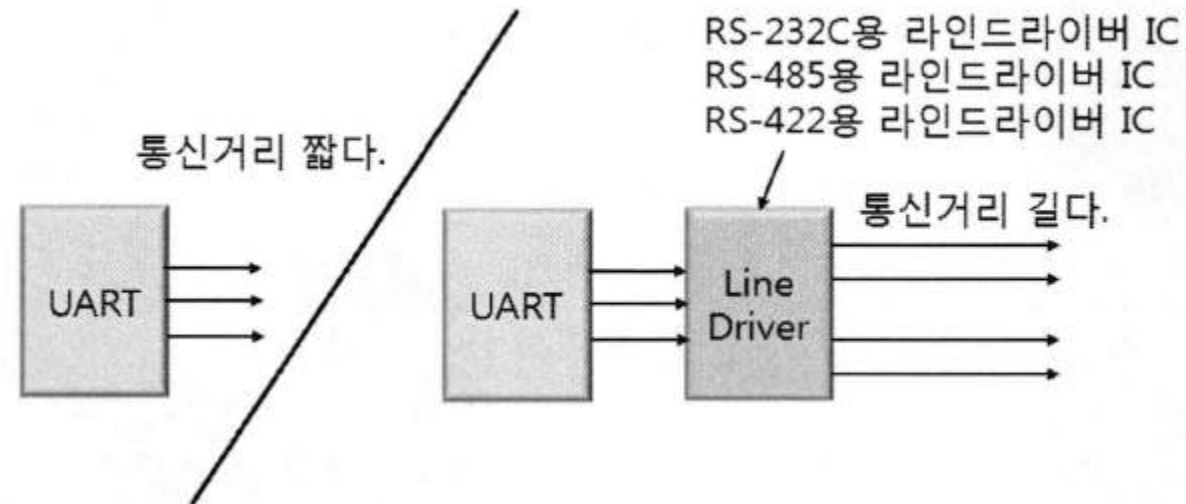 통신거리 짧다.
UART
RS-232C용 라인드라이버 IC
RS-485용 라인드라이버 IC
RS-422용 라인드라이버 IC
통신거리 길다.
UART
Line
Driver